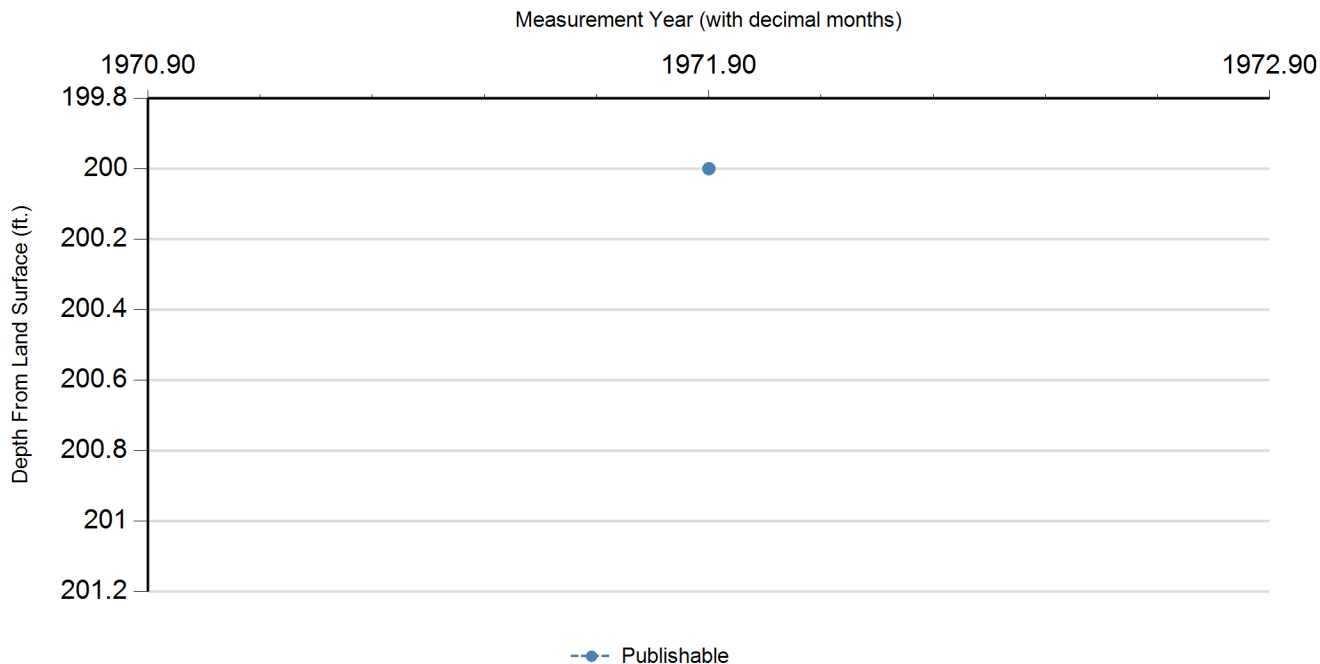 Measurement Year (with decimal months)
1970.90 1971.90 1972.90
199.8
200
200.2
200.4
200.6
200.8
201
201.2
Depth From Land Surface (ft.)
Publishable